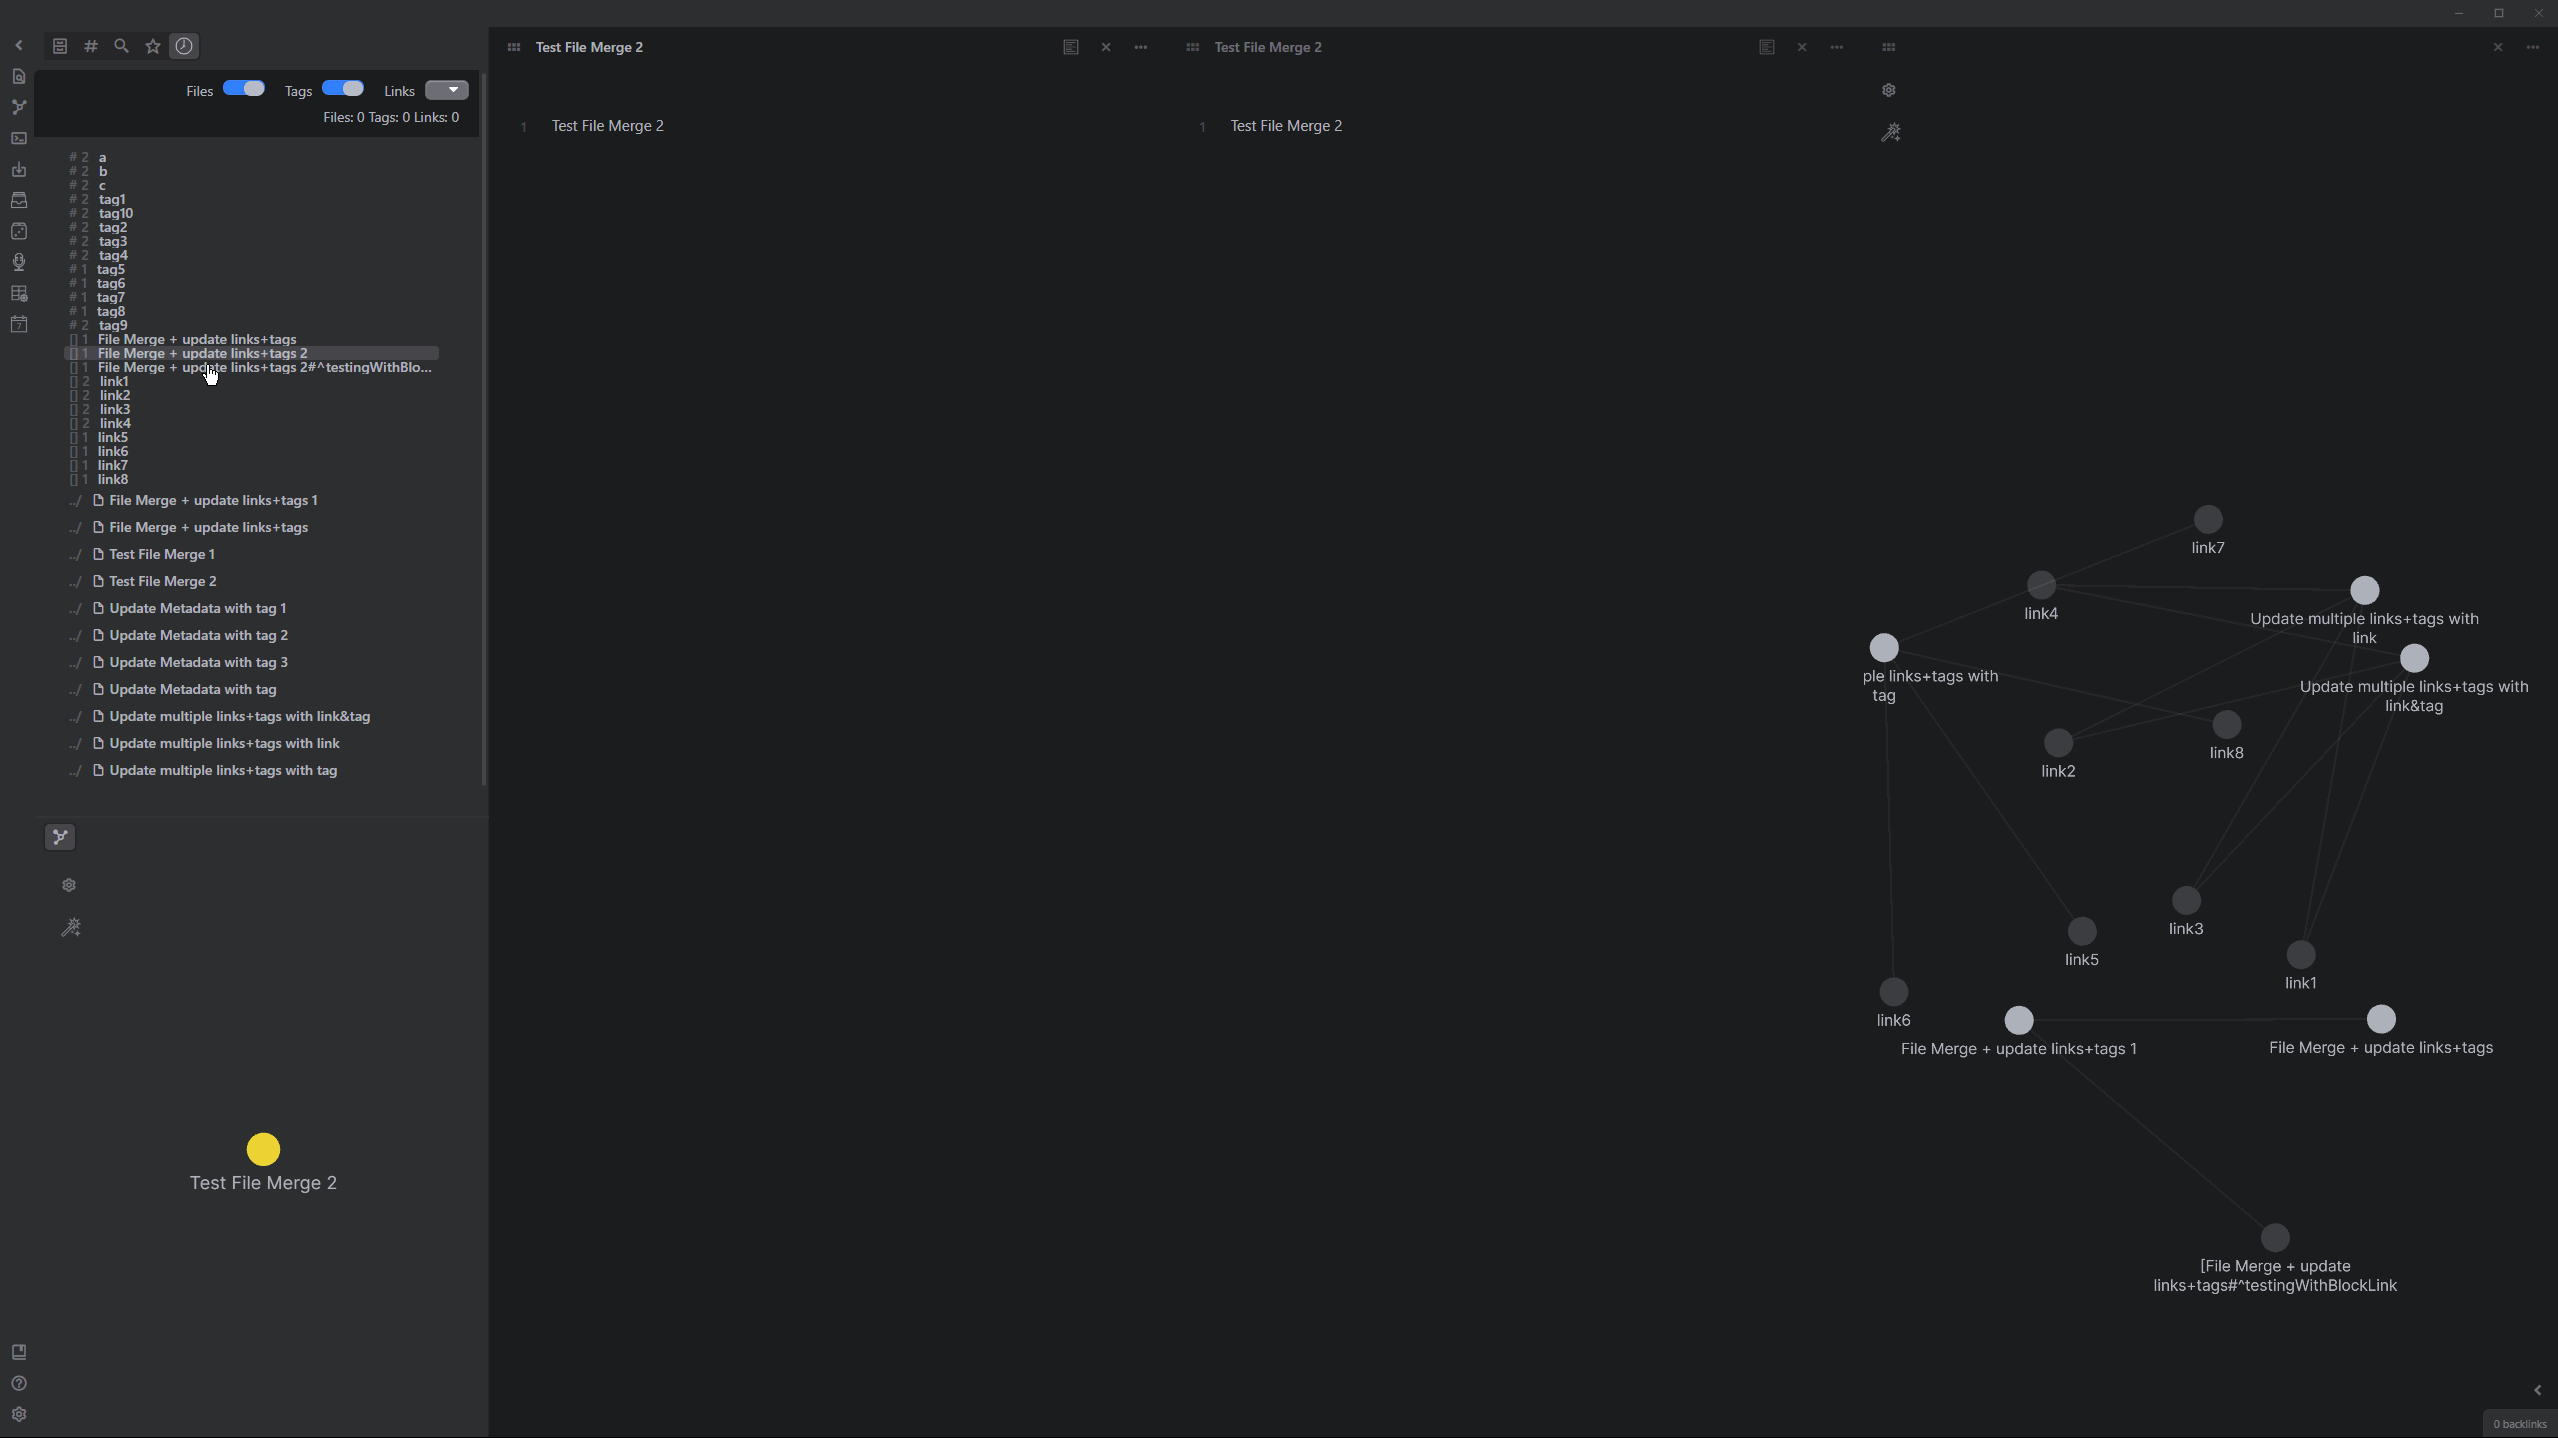 Files
Tags
Links
Files: 0 Tags: 0 Links: 0
# 2 a
# 2 b
# 2 c
# 2 tag1
# 2 tag10
# 2 tag2
# 2 tag3
# 2 tag4
# 1 tag5
# 1 tag6
# 1 tag7
# 1 tag8
# 2 tag9
[] 1 File Merge + update links+tags
[] 1 File Merge + update links+tags 2
[] 1 File Merge + update links+tags 2#^testingWithBlo...
[] 2 link1
[] 2 link2
[] 2 link3
[] 2 link4
[] 1 link5
[] 1 link6
[] 1 link7
[] 1 link8
../ File Merge + update links+tags 1
../ File Merge + update links+tags
../ Test File Merge 1
../ Test File Merge 2
../ Update Metadata with tag 1
../ Update Metadata with tag 2
../ Update Metadata with tag 3
../ Update Metadata with tag
../ Update multiple links+tags with link&tag
../ Update multiple links+tags with link
../ Update multiple links+tags with tag
Test File Merge 2
Test File Merge 2
1 Test File Merge 2
Test File Merge 2
1 Test File Merge 2
link7
link4
Update multiple links+tags with
link
ple links+tags with
tag
Update multiple links+tags with
link&tag
link8
link2
link3
link5
link1
link6
File Merge + update links+tags 1
File Merge + update links+tags
[File Merge + update
links+tags#^testingWithBlockLink
0 backlinks
7